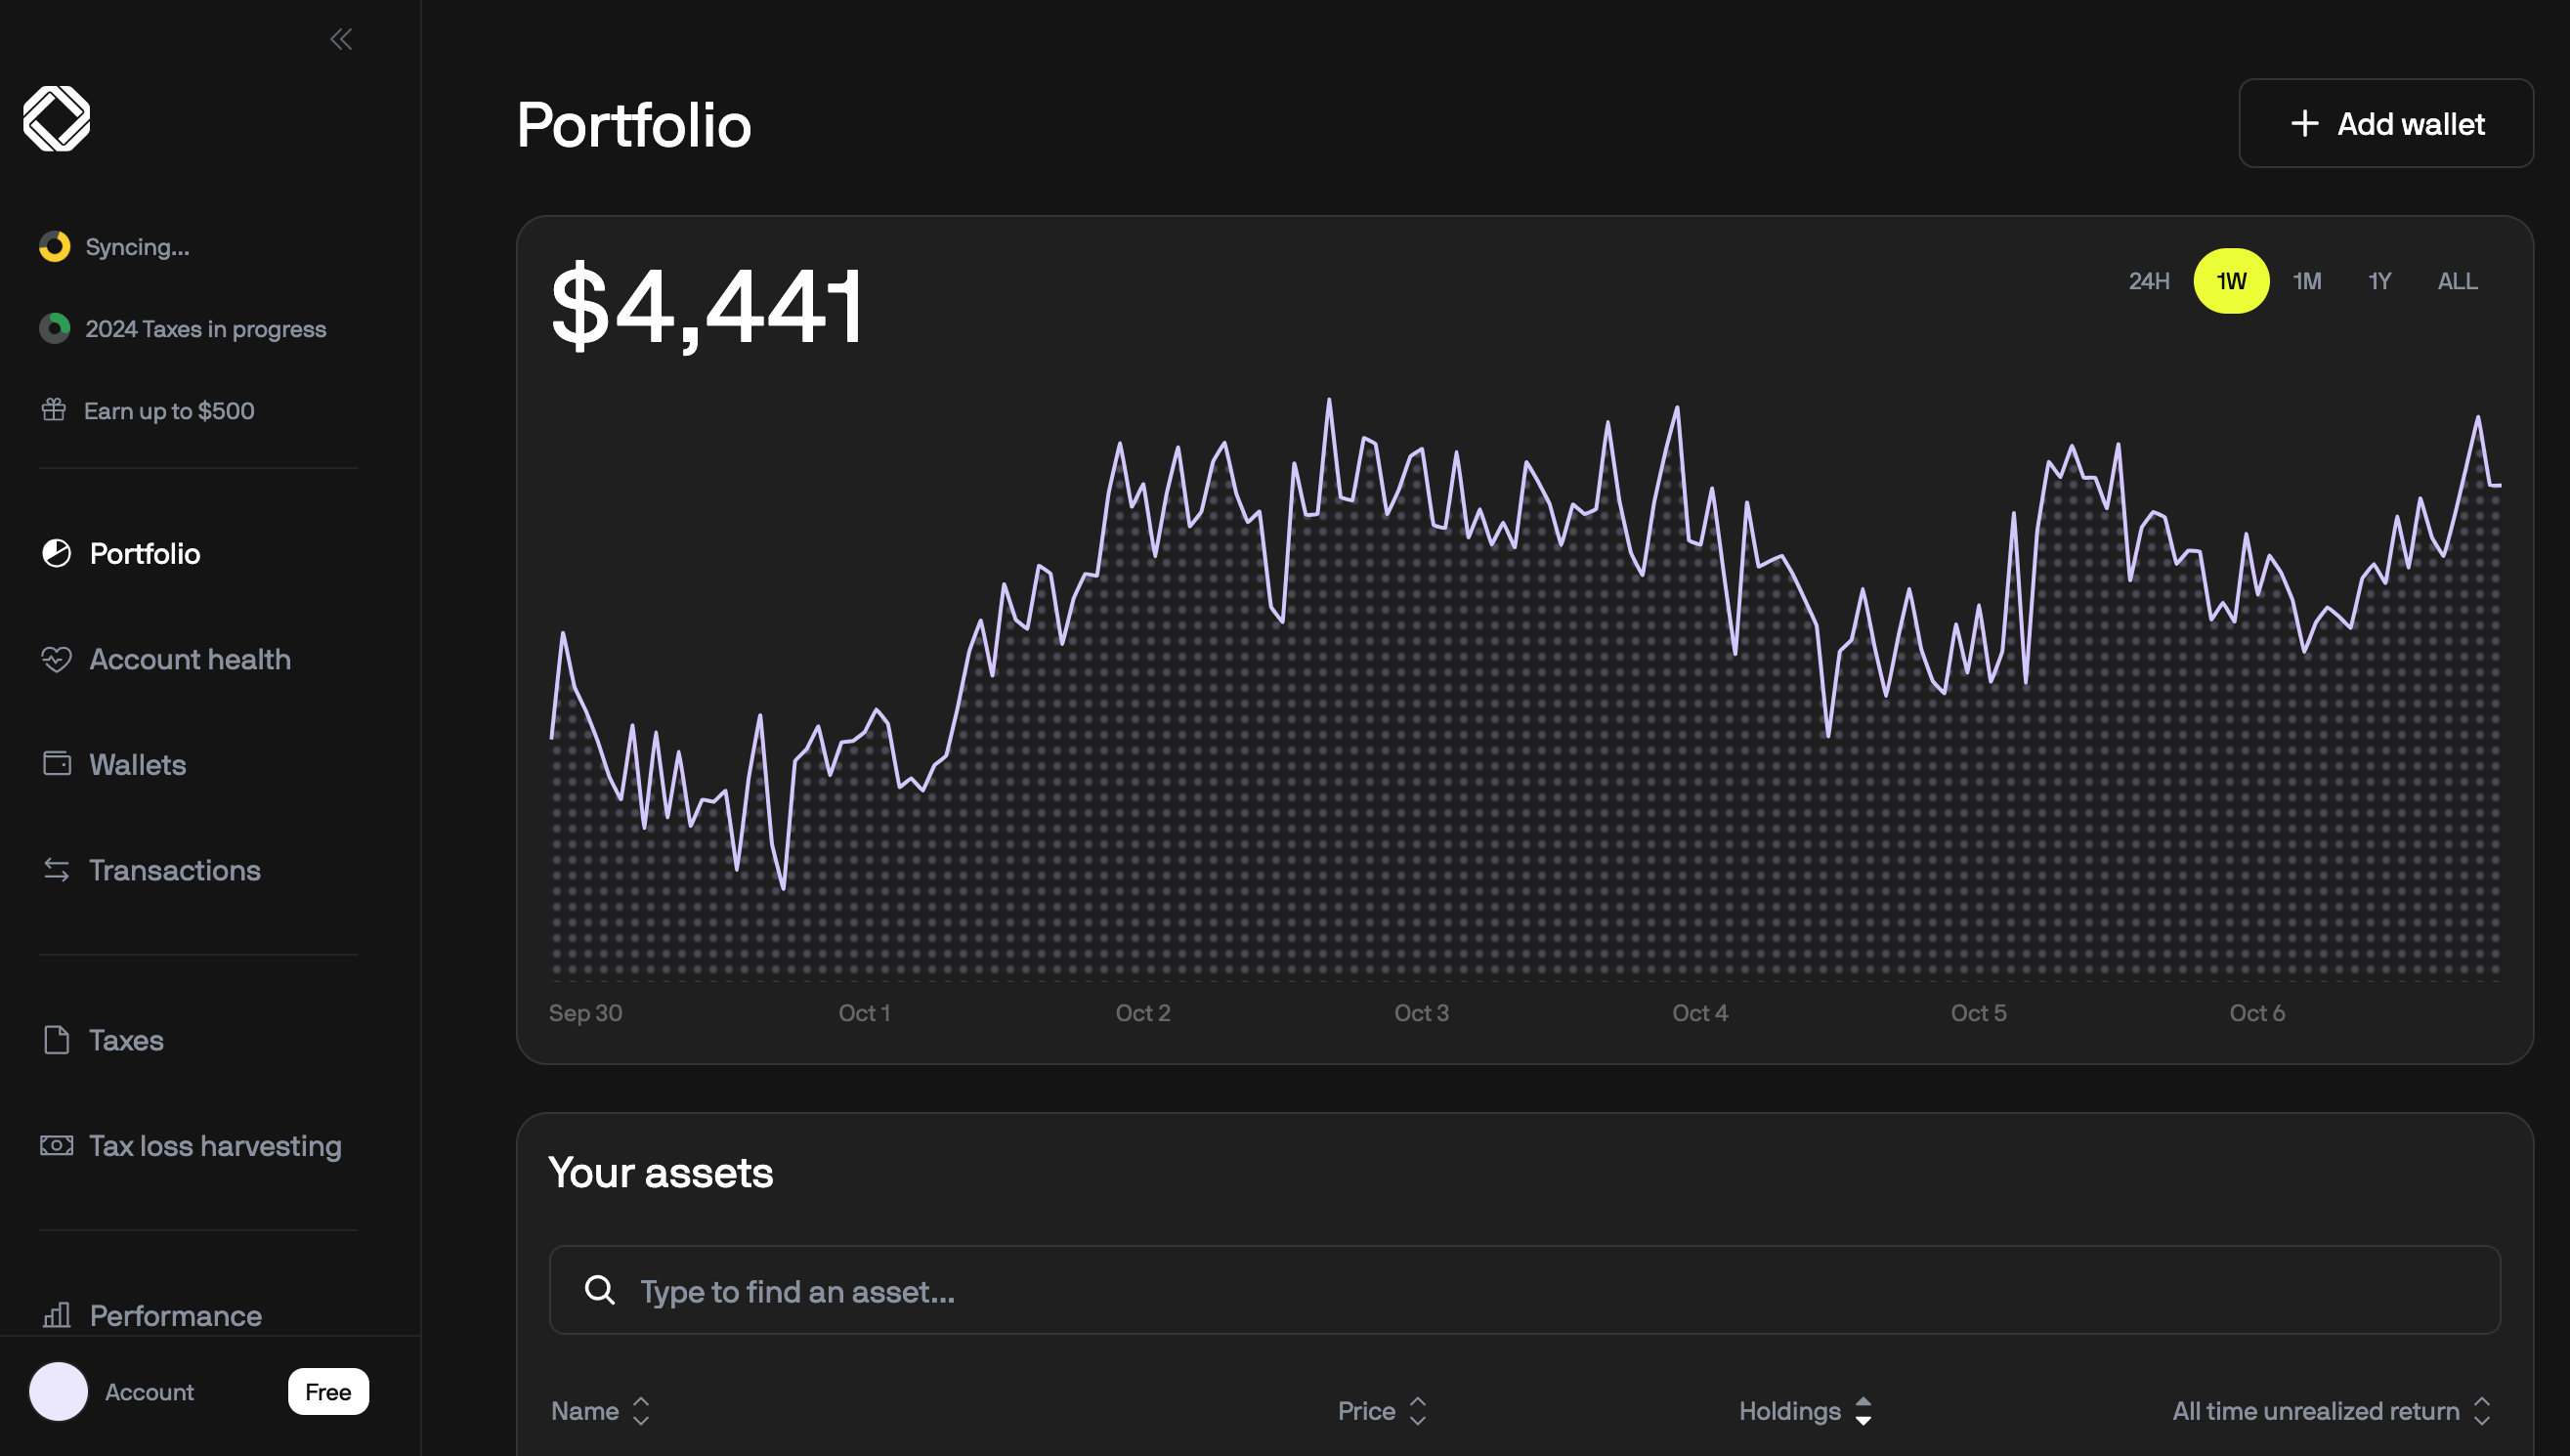 Syncing...
2024 Taxes in progress
Earn up to $500
Portfolio
Account health
Wallets
Transactions
Taxes
Tax loss harvesting
Performance
Account
Free
Portfolio
Add wallet
$4,441
24H 1W 1M 1Y ALL
Sep 30 Oct 1 Oct 2 Oct 3 Oct 4 Oct 5 Oct 6
Your assets
Type to find an asset...
Name Price Holdings All time unrealized return